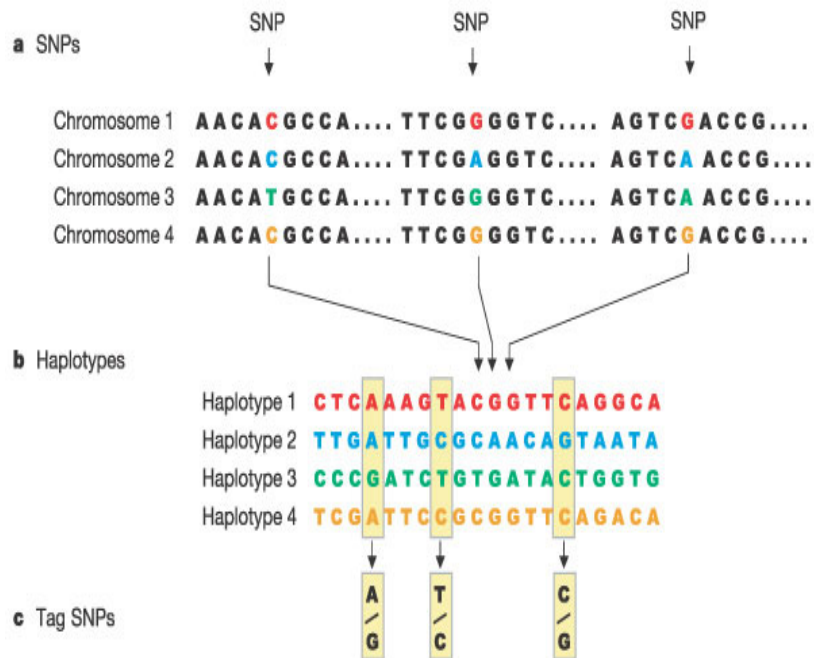 SNP SNP SNP
a SNPs
Chromosome 1 AACACGCCA.... TTCGGGGTC.... AGTCGACCG....
Chromosome 2 AACACGCCA.... TTCGAGGTC.... AGTCAACCG....
Chromosome 3 AACATGCCA.... TTCGGGGTC.... AGTCAACCG....
Chromosome 4 AACACGCCA.... TTCGGGGTC.... AGTCGACCG....
b Haplotypes
Haplotype 1 CTCAAAGTACGGTTCAGGCA
Haplotype 2 TTGATTGCGCAACAGTAATA
Haplotype 3 CCCGATCTGTGATACTGGTG
Haplotype 4 TCGATTCCGCGGTTCAGACA
c Tag SNPs
A/G T/C C/G